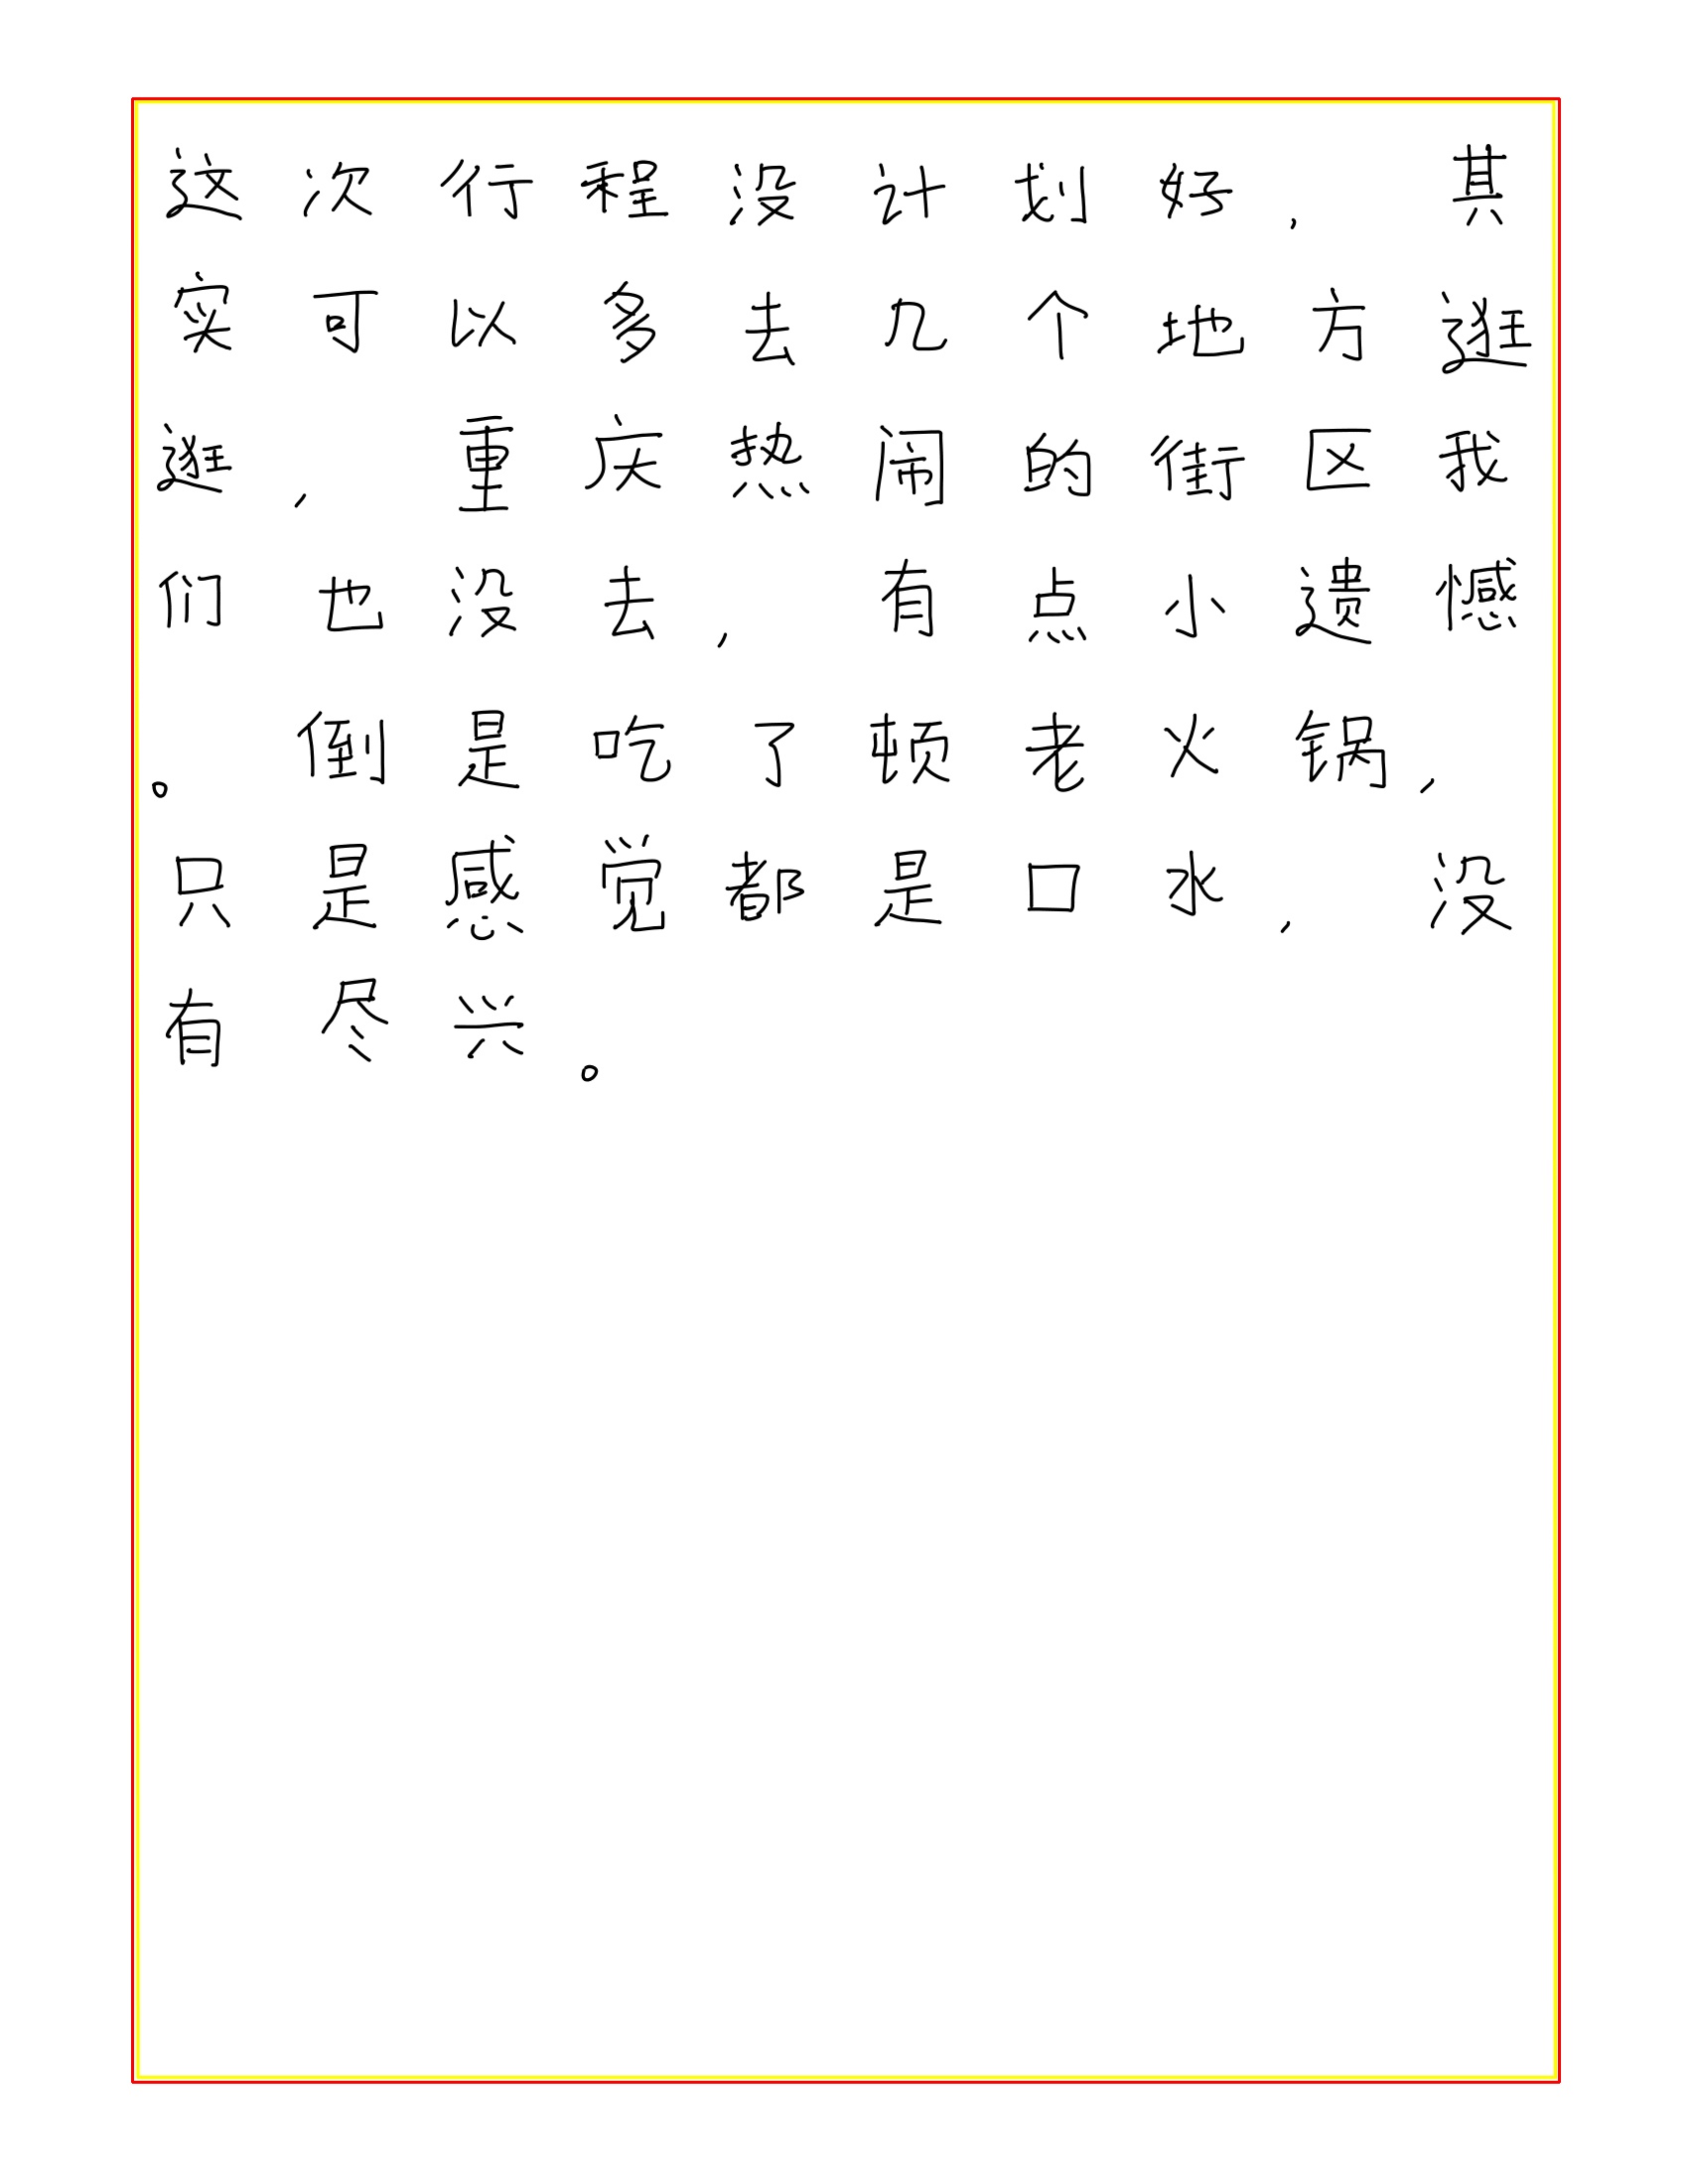 这次行程没计划好，其
实可以多去几个地方逛
逛，重庆热闹的街区我
们也没去，有点小遗憾
。倒是吃了顿老火锅，
只是感觉都是口水，没
有尽兴。